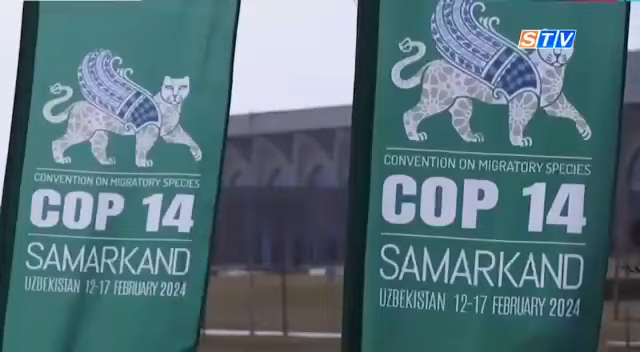 STV
CONVENTION ON MIGRATORY SPECIES
COP 14
SAMARKAND
UZBEKISTAN 12-17 FEBRUARY 2024
CONVENTION ON MIGRATORY SPECIES
COP 14
SAMARKAND
UZBEKISTAN 12-17 FEBRUARY 2024